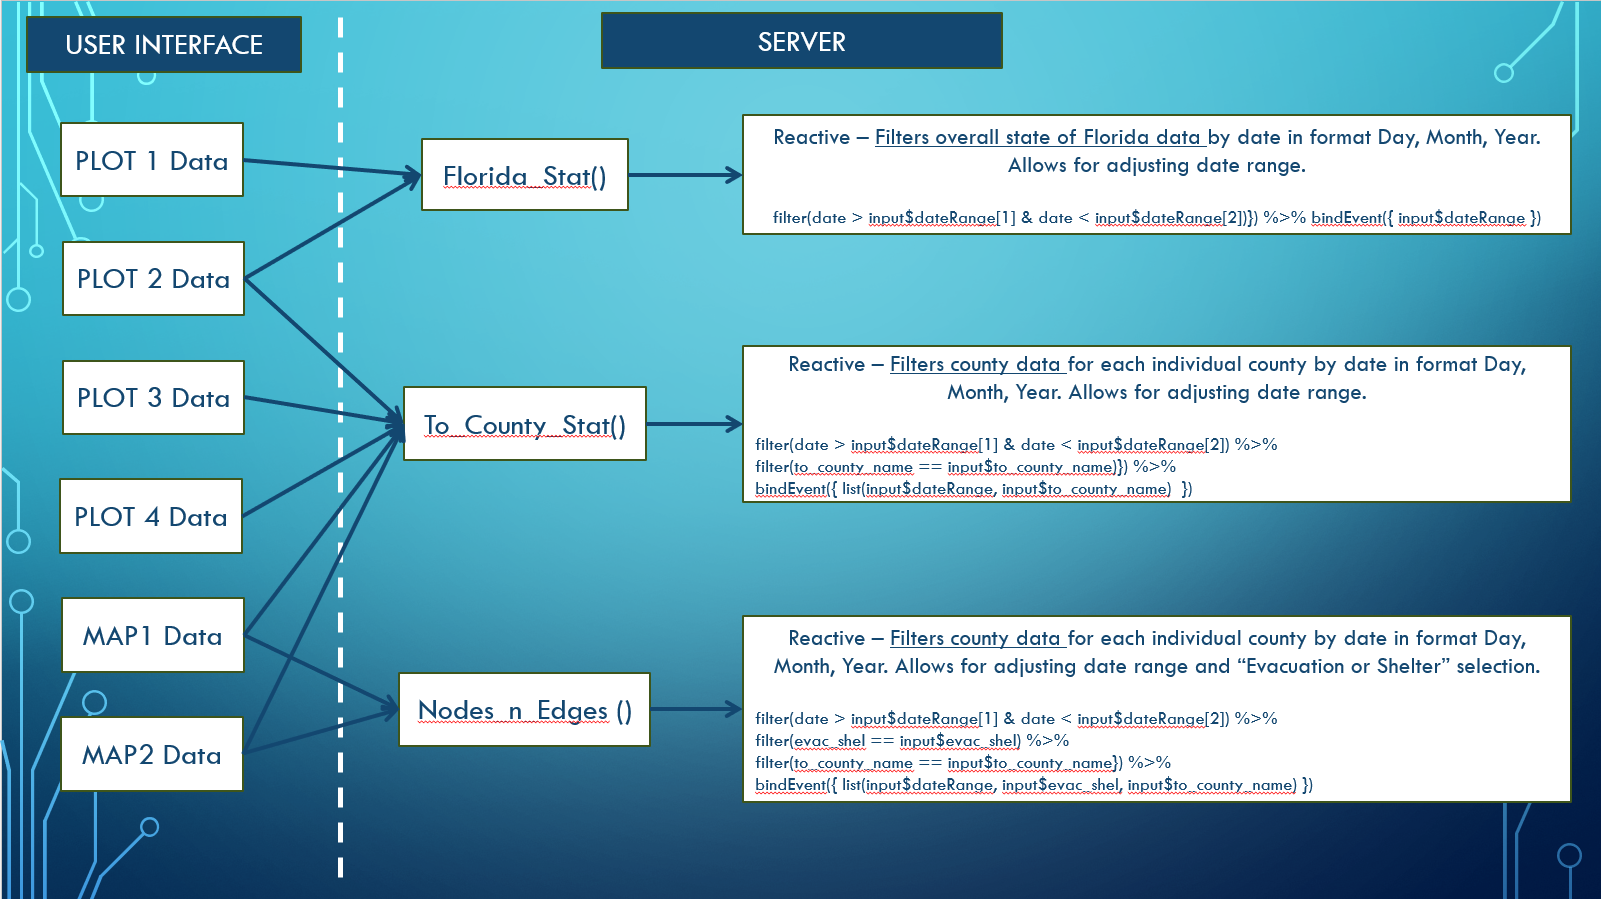 USER INTERFACE
SERVER
PLOT 1 Data
PLOT 2 Data
PLOT 3 Data
PLOT 4 Data
MAP1 Data
MAP2 Data
Florida_Stat()
To_County_Stat()
Nodes_n_Edges ()
Reactive – Filters overall state of Florida data by date in format Day, Month, Year.
Allows for adjusting date range.
filter(date > input$dateRange[1] & date < input$dateRange[2])}) %>% bindEvent({ input$dateRange })
Reactive – Filters county data for each individual county by date in format Day,
Month, Year. Allows for adjusting date range.
filter(date > input$dateRange[1] & date < input$dateRange[2]) %>%
filter(to_county_name == input$to_county_name)}) %>%
bindEvent({ list(input$dateRange, input$to_county_name)  })
Reactive – Filters county data for each individual county by date in format Day,
Month, Year. Allows for adjusting date range and “Evacuation or Shelter” selection.
filter(date > input$dateRange[1] & date < input$dateRange[2]) %>%
filter(evac_shel == input$evac_shel) %>%
filter(to_county_name == input$to_county_name}) %>%
bindEvent({ list(input$dateRange, input$evac_shel, input$to_county_name) })